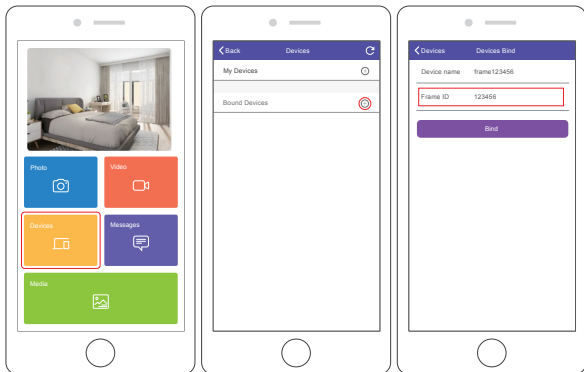 Photo
Video
Devices
Messages
Media
Back Devices
My Devices
Bound Devices
Devices Devices Bind
Device name frame123456
Frame ID 123456
Bind